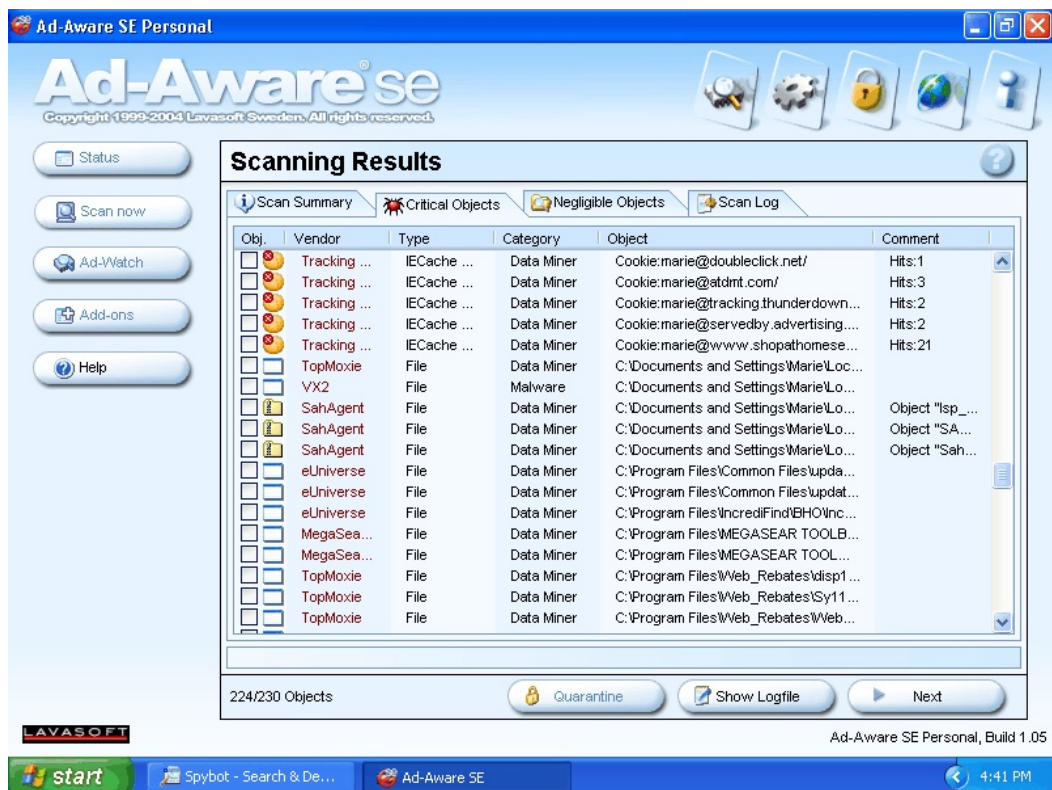 Ad-Aware SE Personal
Ad-Aware® se
Copyright 1999-2004 Lavasoft Sweden. All rights reserved.
Status
Scan now
Ad-Watch
Add-ons
Help
Scanning Results
Scan Summary Critical Objects Negligible Objects Scan Log
Obj. Vendor Type Category Object Comment
Tracking ... IECache ... Data Miner Cookie:marie@doubleclick.net/ Hits:1
Tracking ... IECache ... Data Miner Cookie:marie@atdmt.com/ Hits:3
Tracking ... IECache ... Data Miner Cookie:marie@tracking.thunderdown... Hits:2
Tracking ... IECache ... Data Miner Cookie:marie@servedby.advertising.... Hits:2
Tracking ... IECache ... Data Miner Cookie:marie@www.shopathomese... Hits:21
TopMoxie File Data Miner C:\Documents and Settings\Marie\Loc...
VX2 File Malware C:\Documents and Settings\Marie\Lo...
SahAgent File Data Miner C:\Documents and Settings\Marie\Lo... Object "lsp_...
SahAgent File Data Miner C:\Documents and Settings\Marie\Lo... Object "SA...
SahAgent File Data Miner C:\Documents and Settings\Marie\Lo... Object "Sah...
eUniverse File Data Miner C:\Program Files\Common Files\upda...
eUniverse File Data Miner C:\Program Files\Common Files\updat...
eUniverse File Data Miner C:\Program Files\IncrediFind\BHO\Inc...
MegaSea... File Data Miner C:\Program Files\MEGASEAR TOOLB...
MegaSea... File Data Miner C:\Program Files\MEGASEAR TOOL...
TopMoxie File Data Miner C:\Program Files\Web_Rebates\disp1...
TopMoxie File Data Miner C:\Program Files\Web_Rebates\Sy11...
TopMoxie File Data Miner C:\Program Files\Web_Rebates\Web...
224/230 Objects Quarantine Show Logfile Next
LAVASOFT
Ad-Aware SE Personal, Build 1.05
start Spybot - Search & De... Ad-Aware SE 4:41 PM